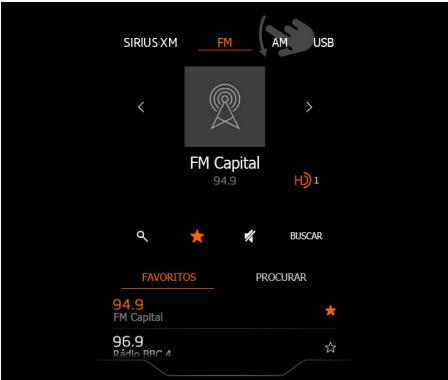 SIRIUS XM FM AM USB
FM Capital
94.9
HD 1
BUSCAR
FAVORITOS PROCURAR
94.9
FM Capital
96.9
Rádio BBC 4